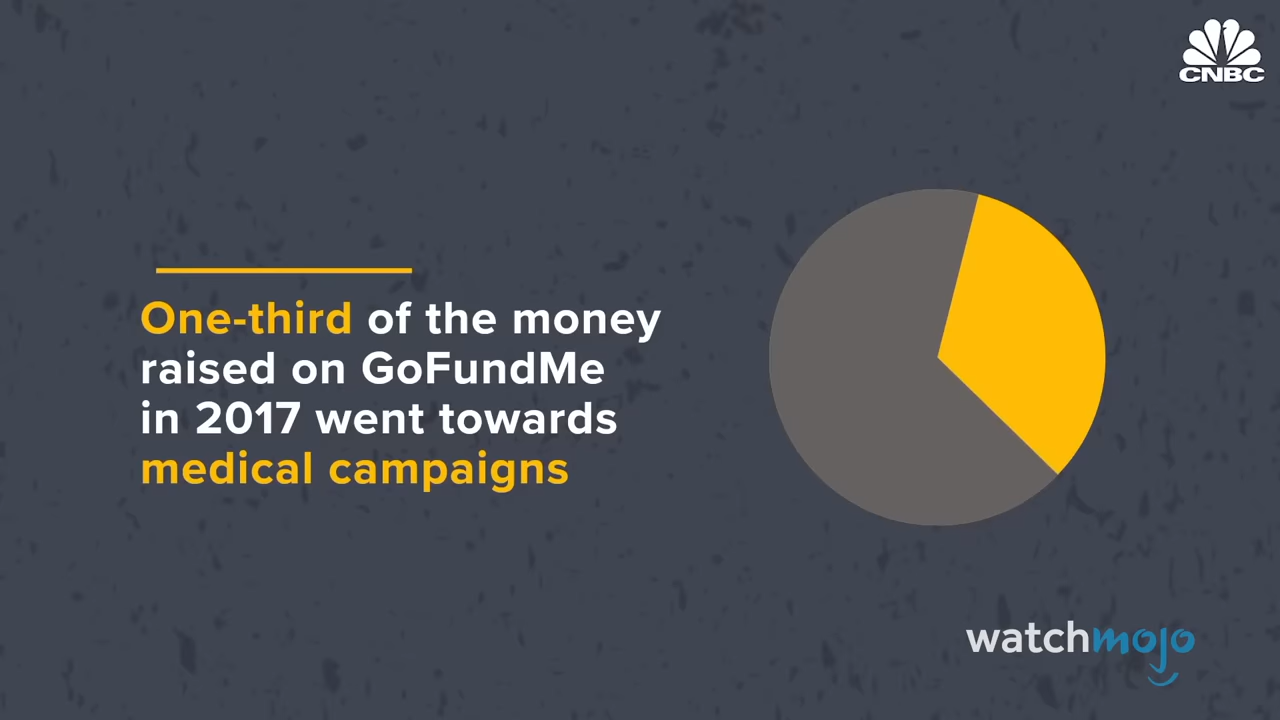 CNBC
One-third of the money
raised on GoFundMe
in 2017 went towards
medical campaigns
watchmojo